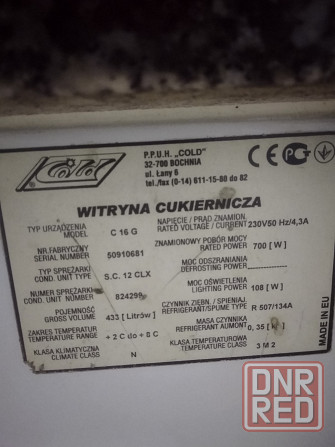 Cold
P.P.U.H. „COLD”
32-700 BOCHNIA
ul. Łany 6
tel./fax (0-14) 611-15-80 do 82
CE
WITRYNA CUKIERNICZA
TYP URZĄDZENIA
MODEL
C 16 G
NR.FABRYCZNY
SERIAL NUMBER
50910681
TYP SPRĘŻARKI
COND. UNIT TYPE
S.C. 12 CLX
NUMER SPRĘŻARKI
COND. UNIT NUMBER
POJEMNOŚĆ
GROSS VOLUME
433 [ Litrów ]
ZAKRES TEMPERATUR
TEMPERATURE RANGE
+ 2 C do + 8 C
KLASA KLIMATYCZNA
CLIMATE CLASS
N
NAPIĘCIE / PRĄD ZNAMION.
RATED VOLTAGE / CURRENT
230V50 Hz/4,3A
ZNAMIONOWY POBÓR MOCY
RATED POWER
700 [ W ]
MOC ODSZRANIANIA
DEFROSTING POWER
MOC OŚWIETLENIA
LIGHTING POWER
108 [ W ]
CZYNNIK ZIĘBN. / SPIENIAJ.
REFRIGERANT/SPUME TYPE
R 507/134A
MASA CZYNNIKA
REFRIGERANT AUMONT
0, 35
KLASA TEMPERATUROWA
TEMPERATURE CLASS
3 M 2
MADE IN EU
DNR
RED